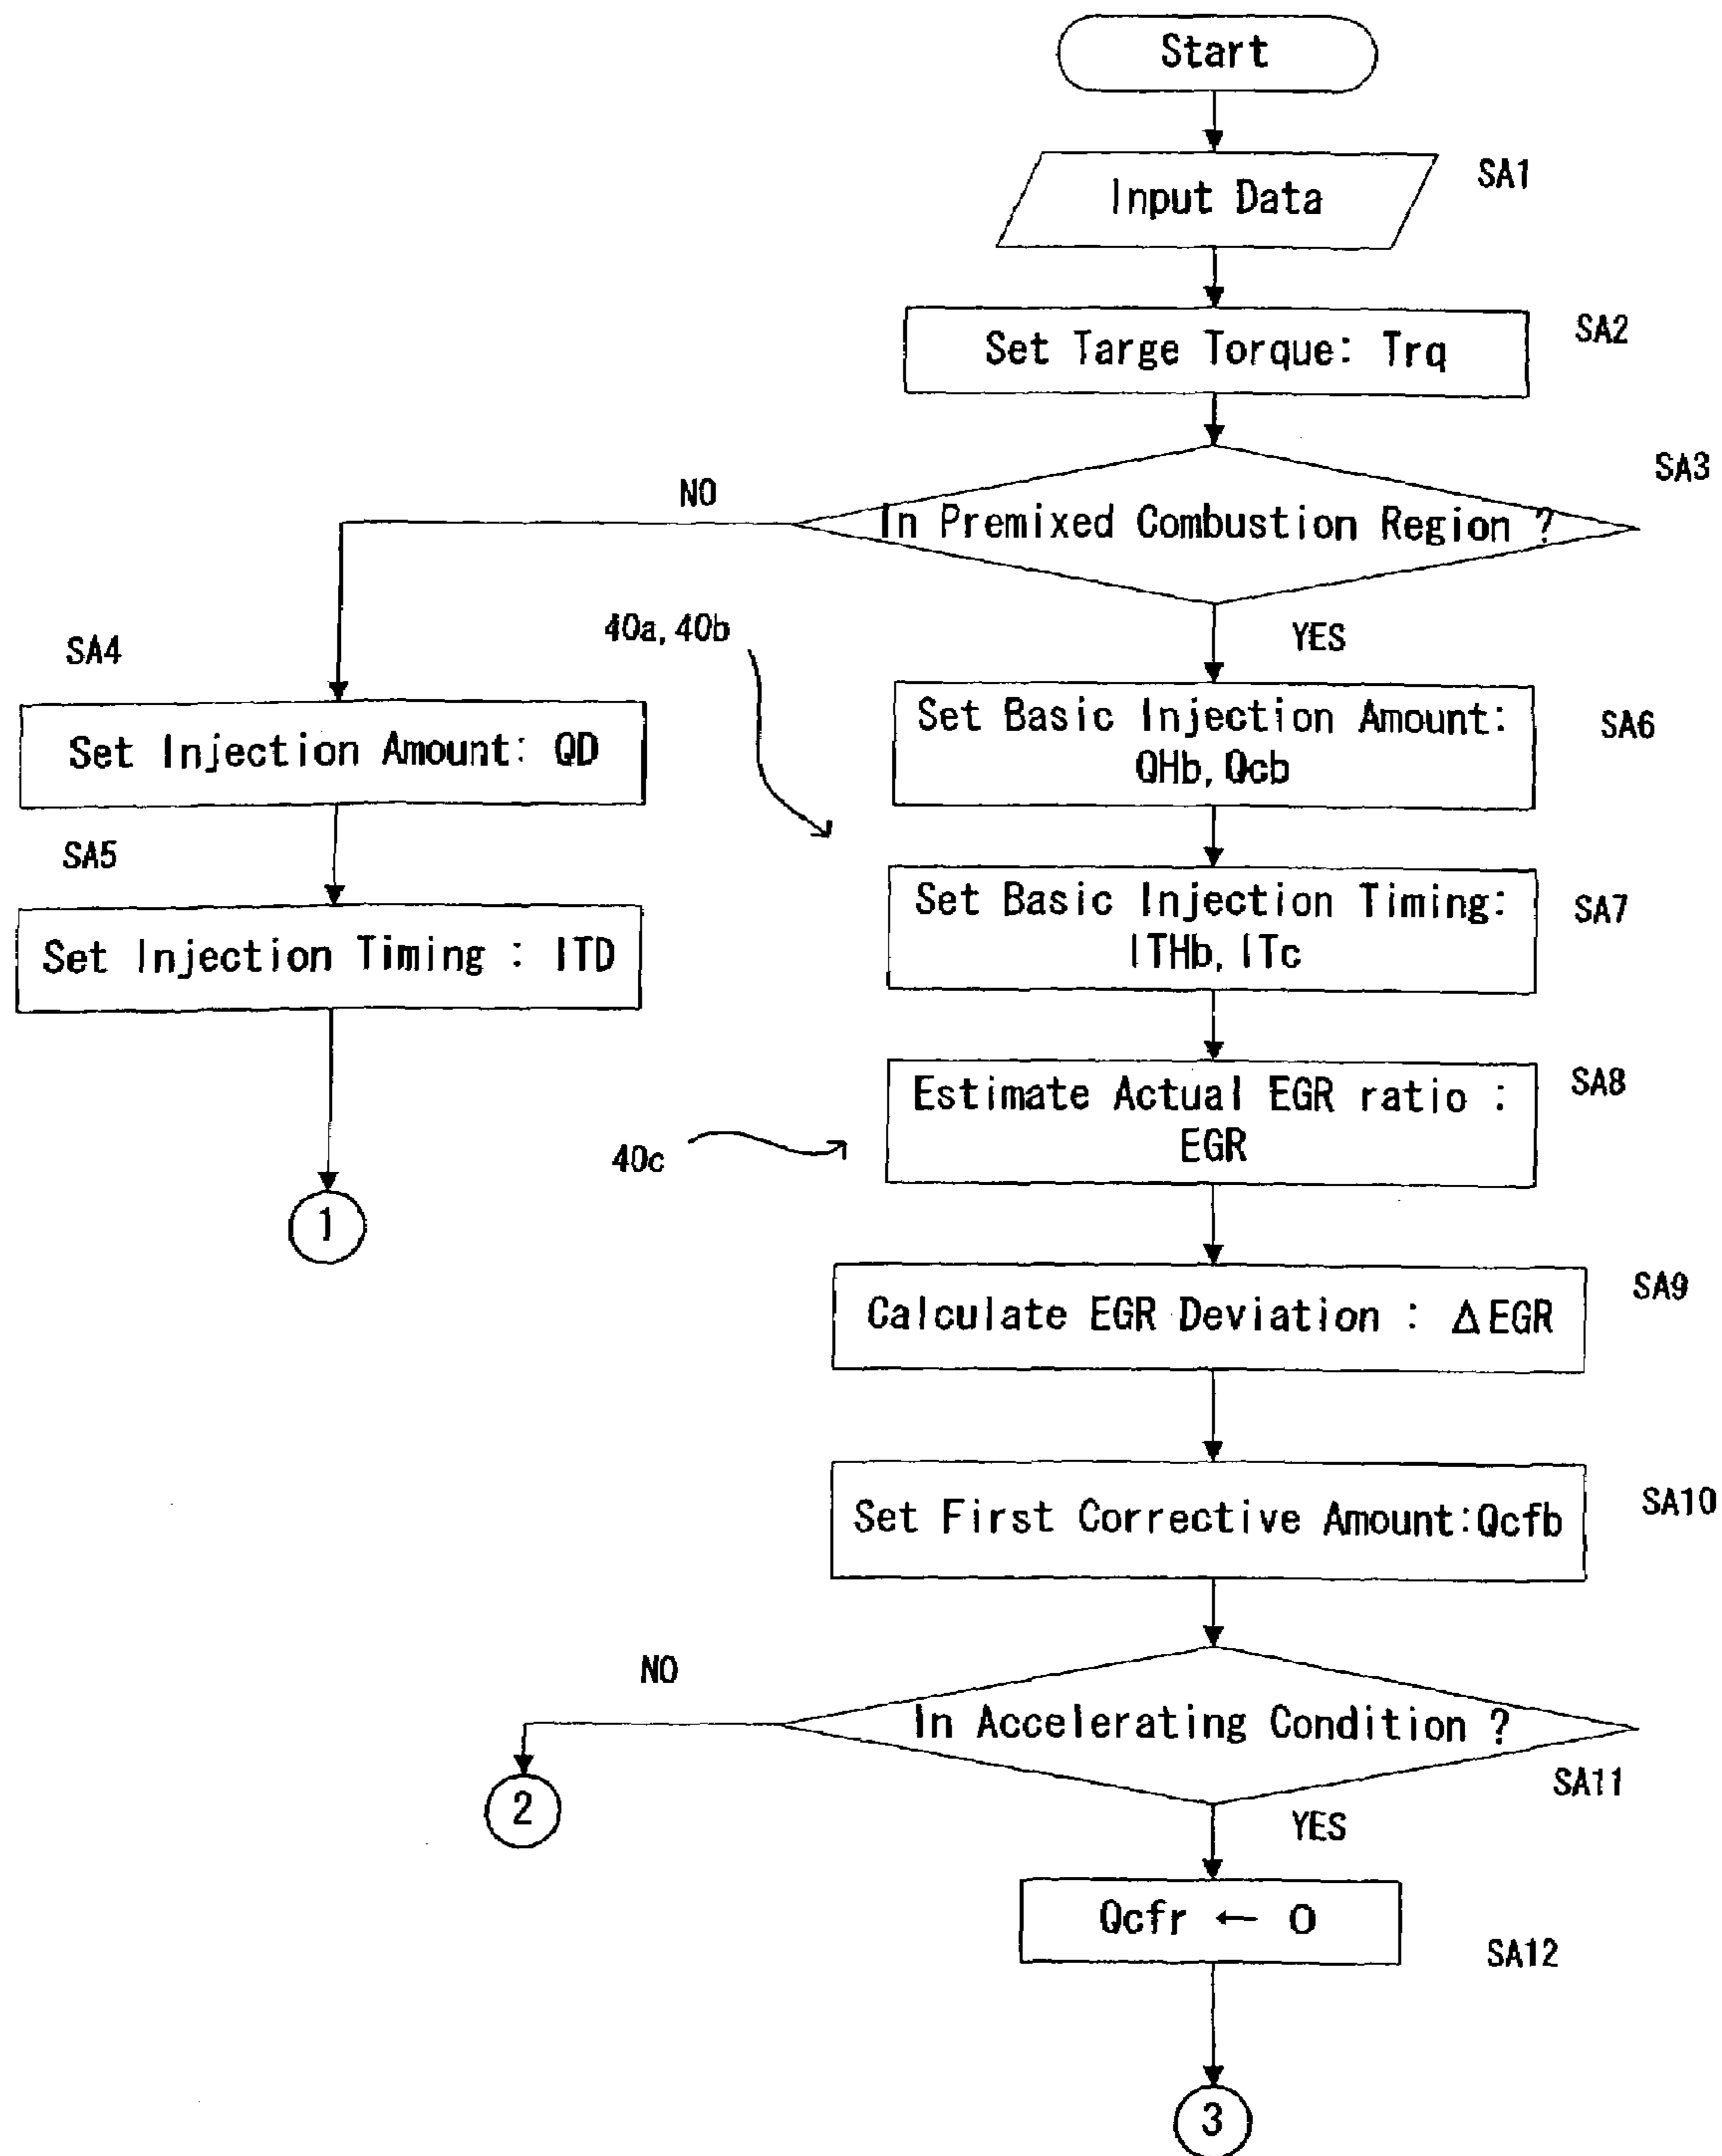 Start
Input Data
SA1
Set Targe Torque: Trq
SA2
In Premixed Combustion Region ?
SA3
NO
YES
SA4
Set Injection Amount: QD
SA5
Set Injection Timing : ITD
1
40a, 40b
Set Basic Injection Amount:
QHb, Qcb
SA6
Set Basic Injection Timing:
ITHb, ITc
SA7
Estimate Actual EGR ratio :
EGR
SA8
40c
Calculate EGR Deviation : ΔEGR
SA9
Set First Corrective Amount:Qcfb
SA10
In Accelerating Condition ?
SA11
NO
2
YES
Qcfr ← 0
SA12
3